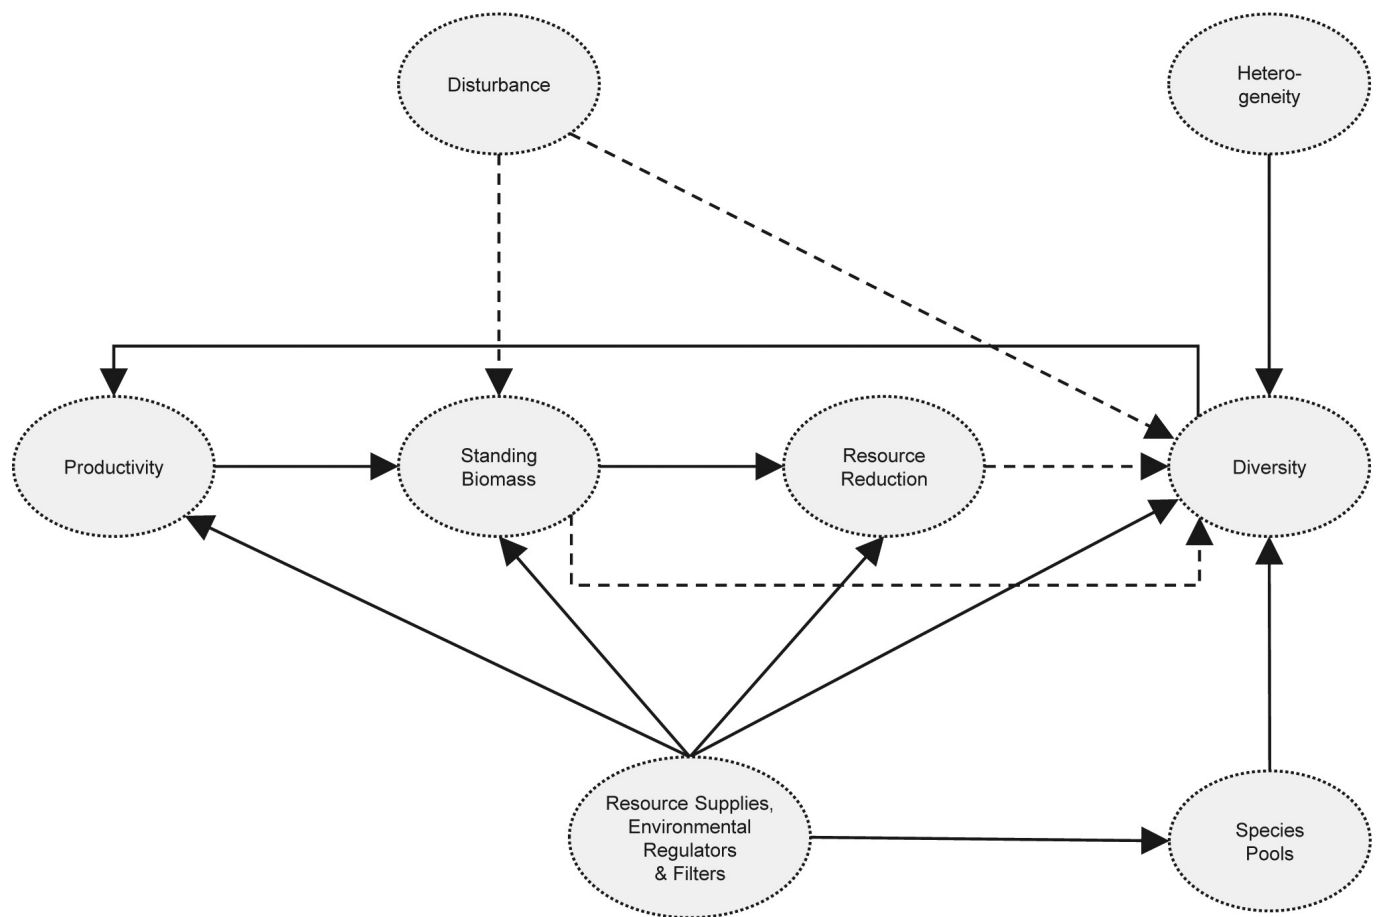 Disturbance
Hetero-
geneity
Productivity
Standing
Biomass
Resource
Reduction
Diversity
Resource Supplies,
Environmental
Regulators
& Filters
Species
Pools